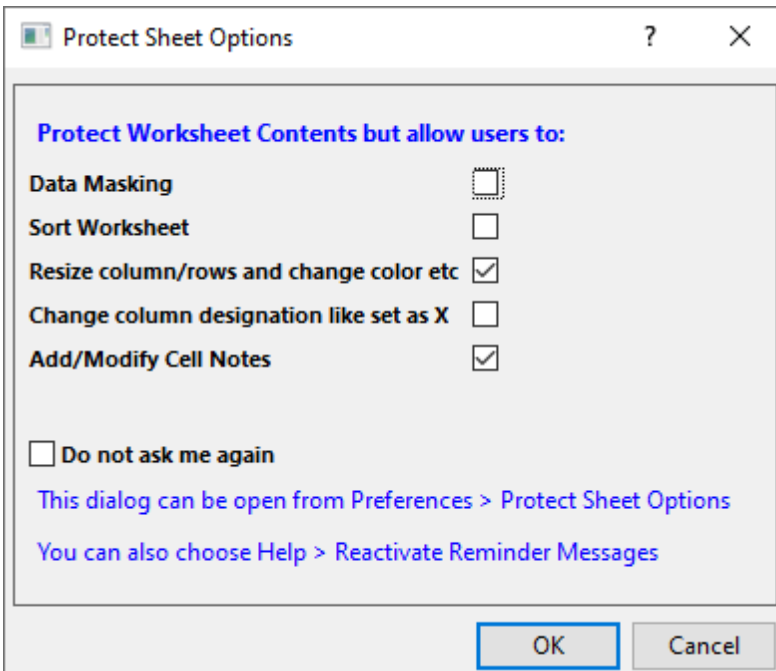 Protect Sheet Options
Protect Worksheet Contents but allow users to:
Data Masking
Sort Worksheet
Resize column/rows and change color etc
Change column designation like set as X
Add/Modify Cell Notes
Do not ask me again
This dialog can be open from Preferences > Protect Sheet Options
You can also choose Help > Reactivate Reminder Messages
OK Cancel